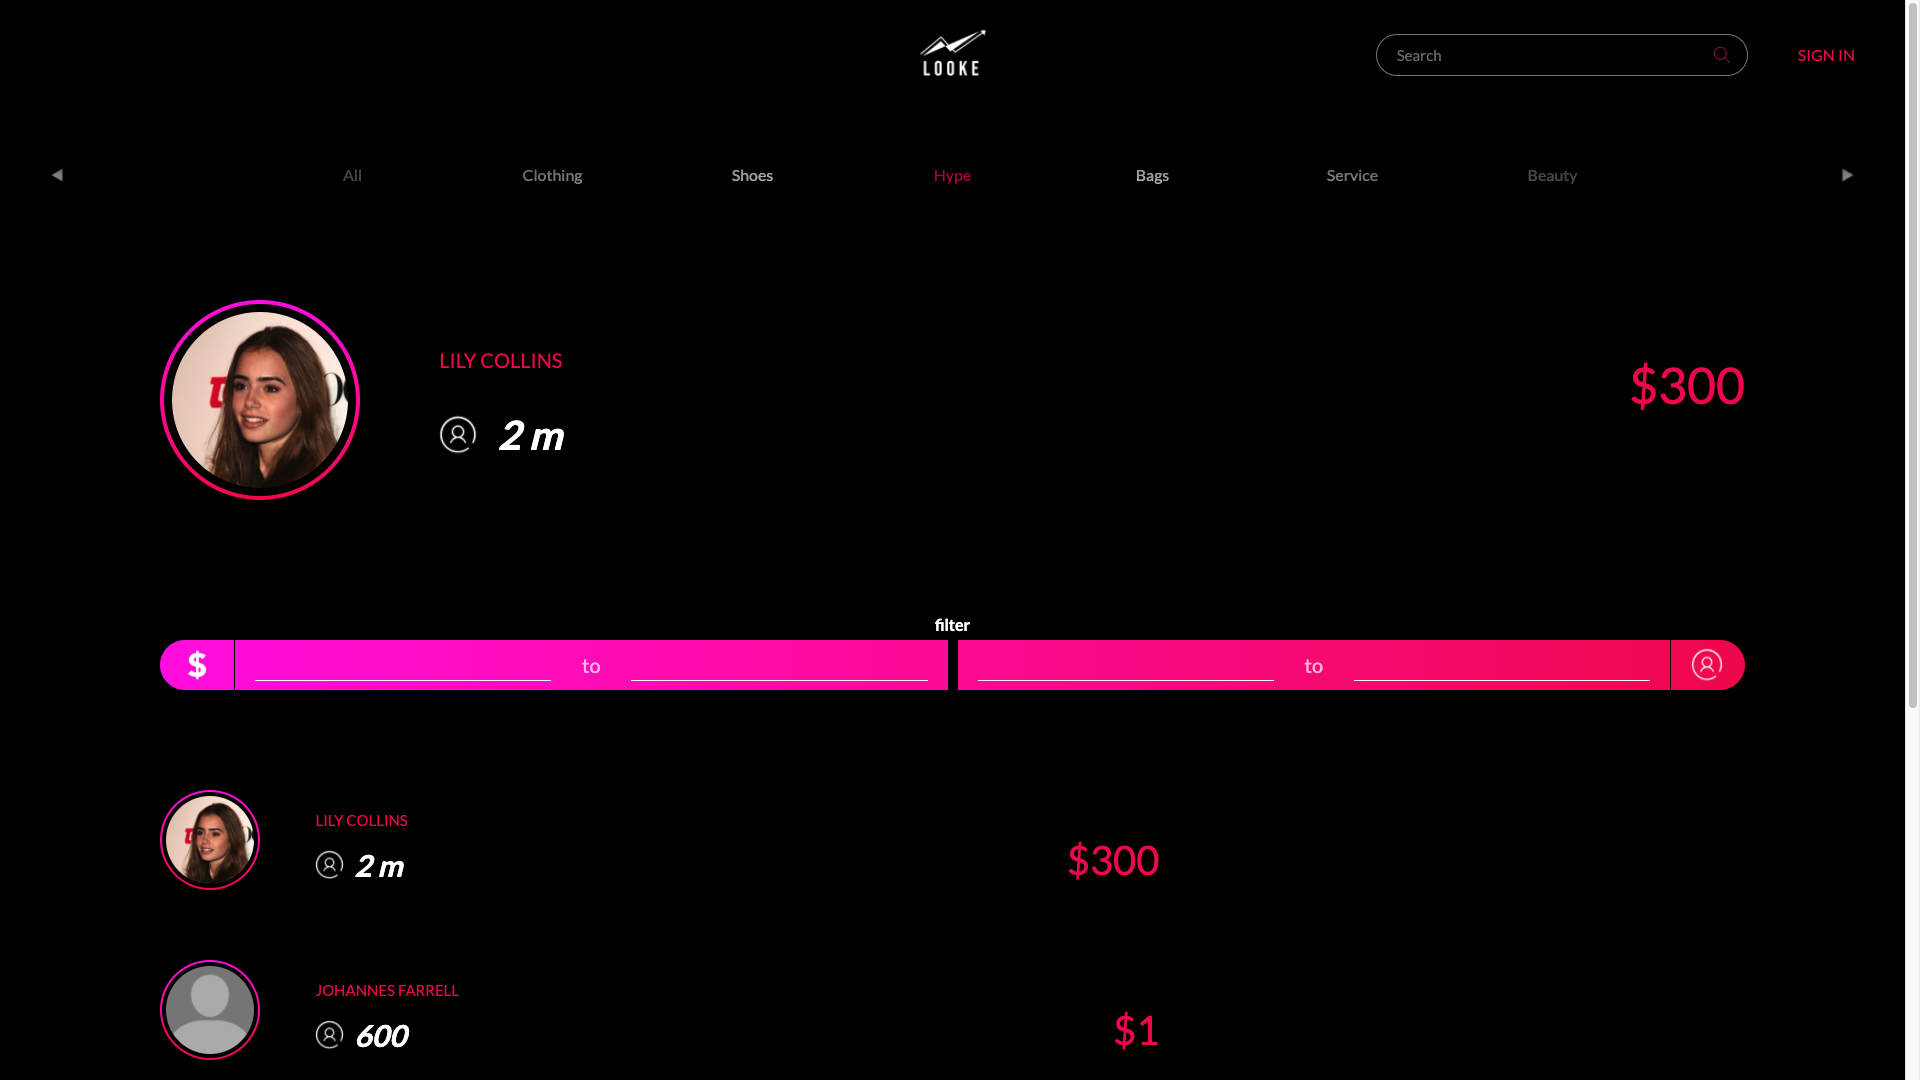 LOOKE
Search
SIGN IN
All
Clothing
Shoes
Hype
Bags
Service
Beauty
LILY COLLINS
2 m
$300
filter
$
to
to
LILY COLLINS
2 m
$300
JOHANNES FARRELL
600
$1